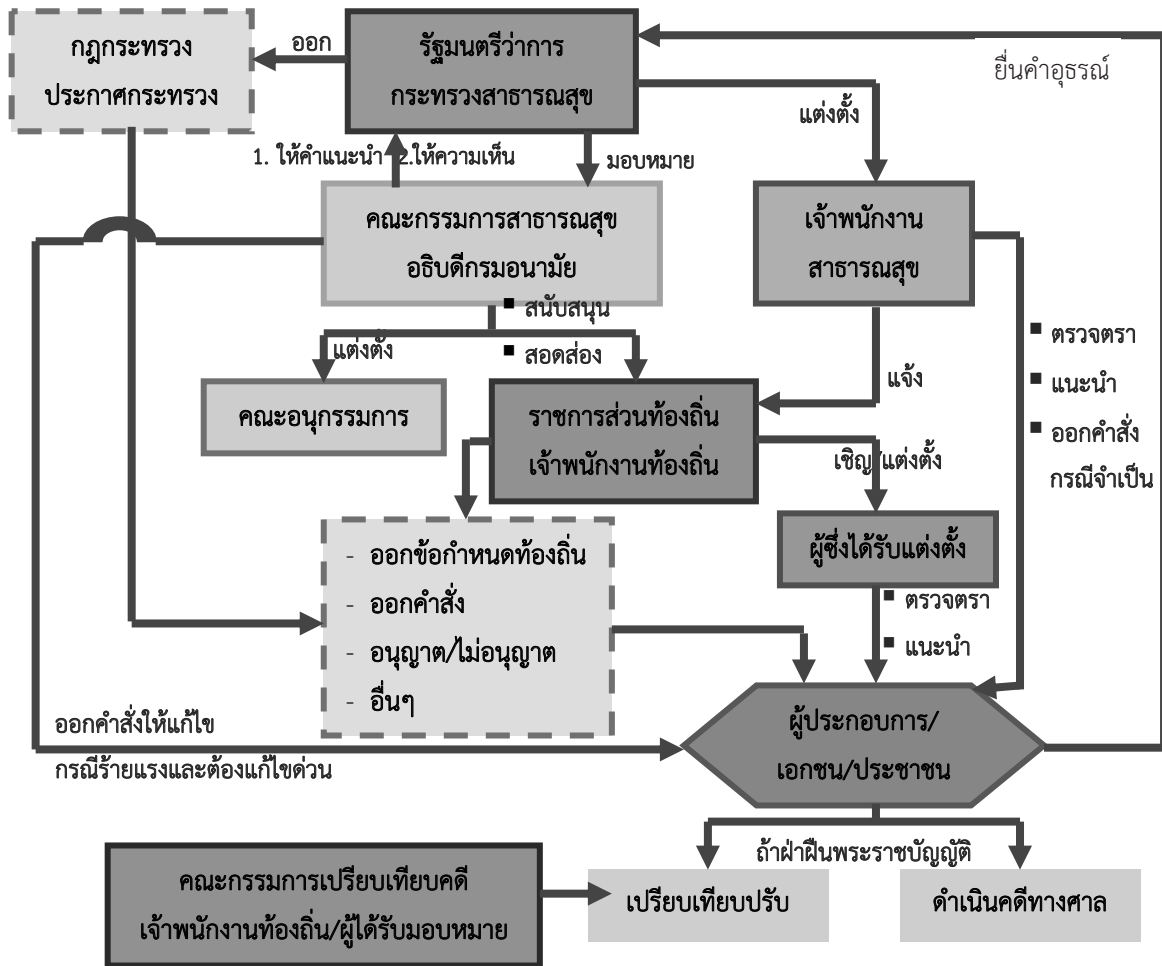 กฎกระทรวง
ประกาศกระทรวง
ออก
รัฐมนตรีว่าการ
กระทรวงสาธารณสุข
ยื่นคำอุธรณ์
แต่งตั้ง
1. ให้คำแนะนำ 2.ให้ความเห็น
มอบหมาย
คณะกรรมการสาธารณสุข
อธิบดีกรมอนามัย
เจ้าพนักงาน
สาธารณสุข
▪ สนับสนุน
▪ สอดส่อง
แต่งตั้ง
▪ ตรวจตรา
▪ แนะนำ
▪ ออกคำสั่ง
กรณีจำเป็น
แจ้ง
คณะอนุกรรมการ
ราชการส่วนท้องถิ่น
เจ้าพนักงานท้องถิ่น
เชิญ/แต่งตั้ง
ผู้ซึ่งได้รับแต่งตั้ง
- ออกข้อกำหนดท้องถิ่น
- ออกคำสั่ง
- อนุญาต/ไม่อนุญาต
- อื่นๆ
▪ ตรวจตรา
▪ แนะนำ
ออกคำสั่งให้แก้ไข
กรณีร้ายแรงและต้องแก้ไขด่วน
ผู้ประกอบการ/
เอกชน/ประชาชน
ถ้าฝ่าฝืนพระราชบัญญัติ
คณะกรรมการเปรียบเทียบคดี
เจ้าพนักงานท้องถิ่น/ผู้ได้รับมอบหมาย
เปรียบเทียบปรับ
ดำเนินคดีทางศาล